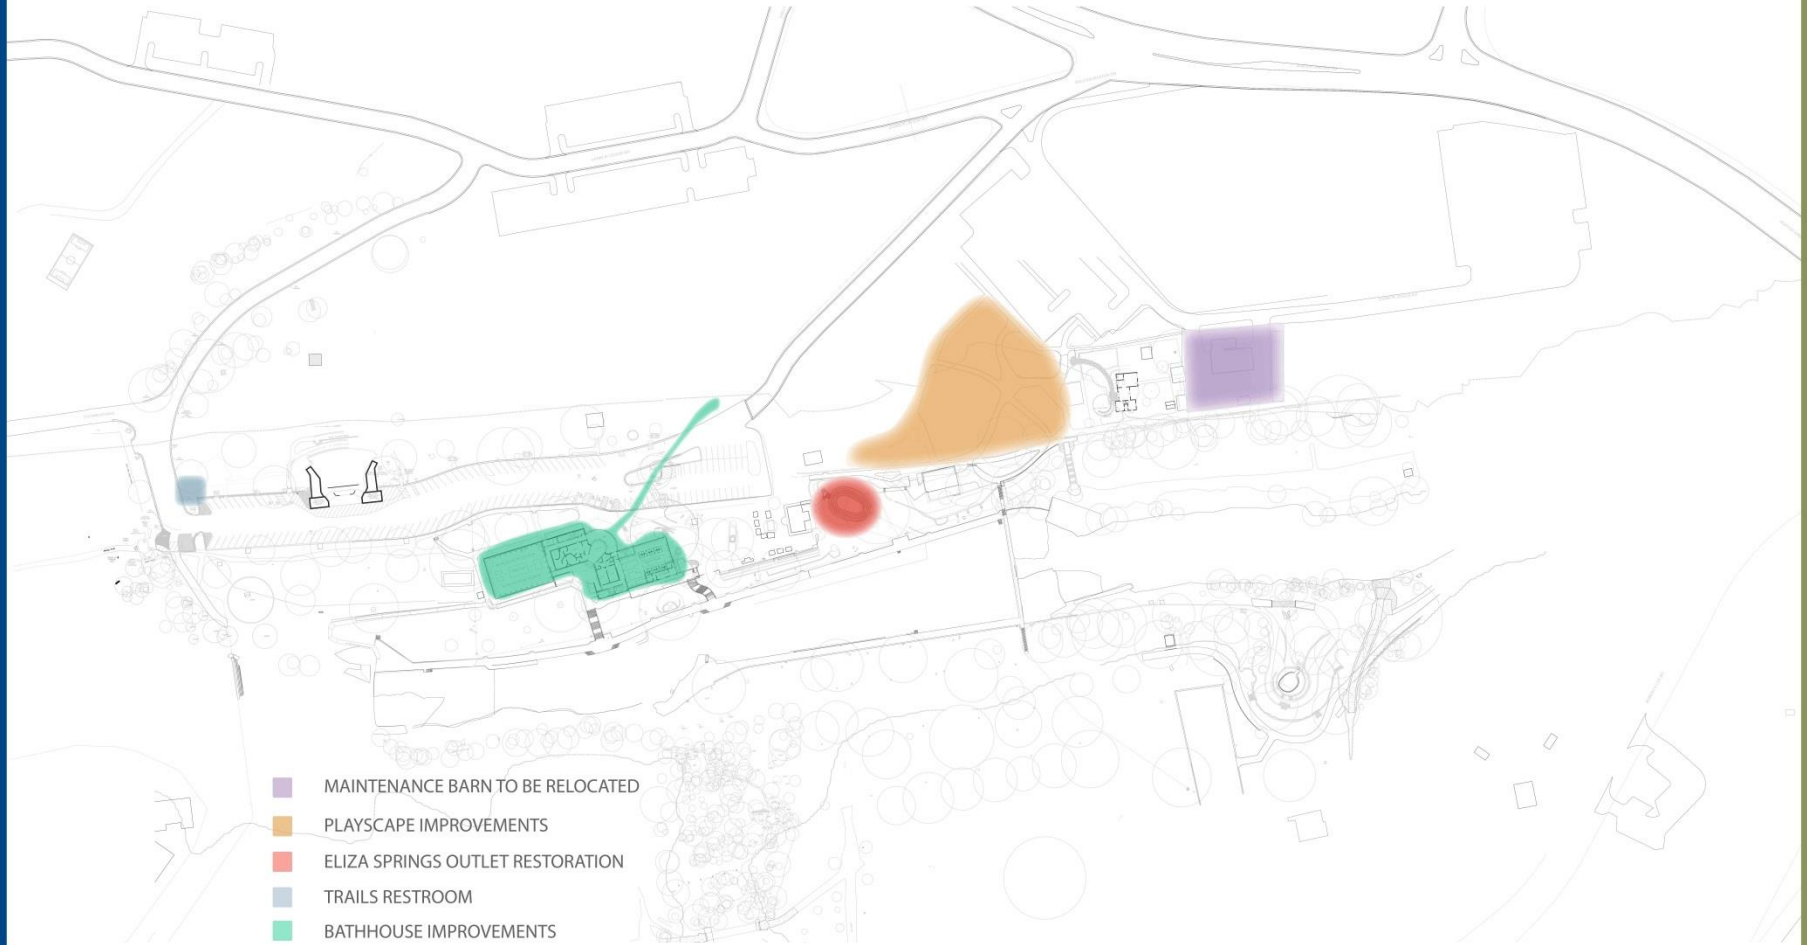 MAINTENANCE BARN TO BE RELOCATED
PLAYSCAPE IMPROVEMENTS
ELIZA SPRINGS OUTLET RESTORATION
TRAILS RESTROOM
BATHHOUSE IMPROVEMENTS